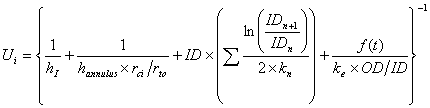 U_i = { 1/h_I + 1/(h_annulus × r_ci/r_to) + ID × ( ∑ ln(ID_{n+1}/ID_n)/(2 × k_n) ) + f(t)/(k_e × OD/ID) }^{-1}